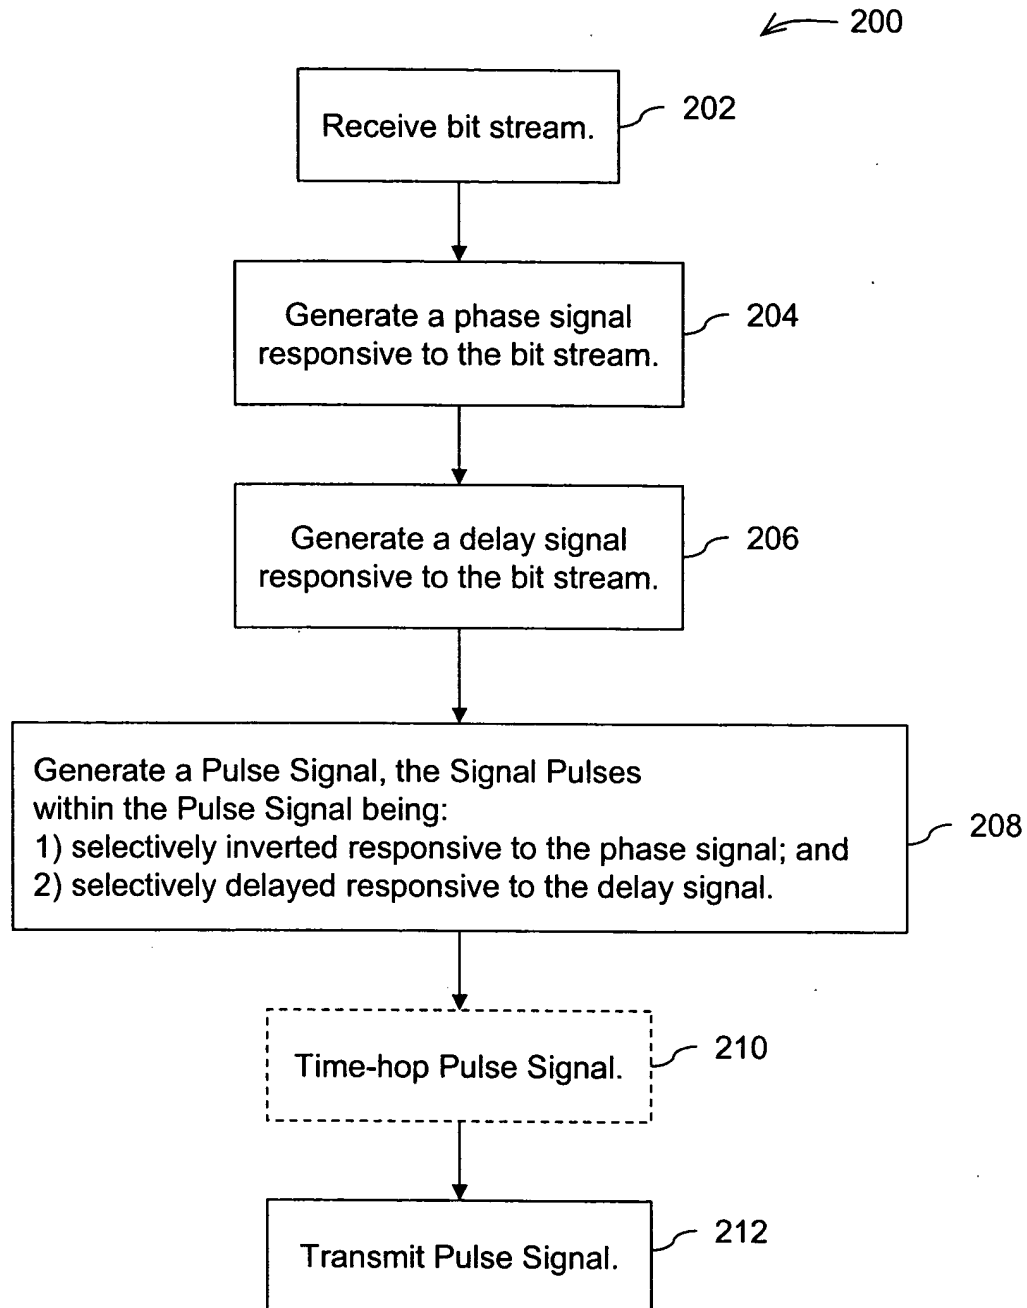 200
Receive bit stream.
202
Generate a phase signal
responsive to the bit stream.
204
Generate a delay signal
responsive to the bit stream.
206
Generate a Pulse Signal, the Signal Pulses
within the Pulse Signal being:
1) selectively inverted responsive to the phase signal; and
2) selectively delayed responsive to the delay signal.
208
Time-hop Pulse Signal.
210
Transmit Pulse Signal.
212